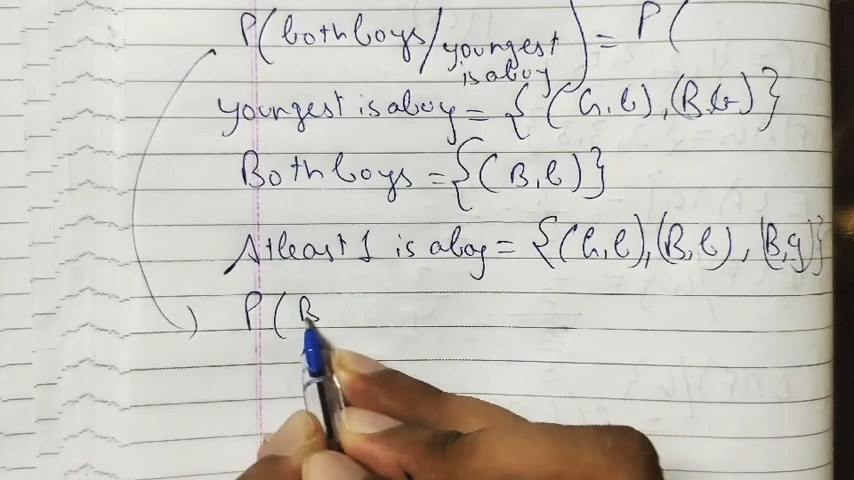 P(both boys/youngest is a boy) = P(
youngest is a boy = { (G, b), (B, b) }
Both boys = { (B, b) }
Atleast 1 is a boy = { (G, b), (B, b), (B, g) }
P( B